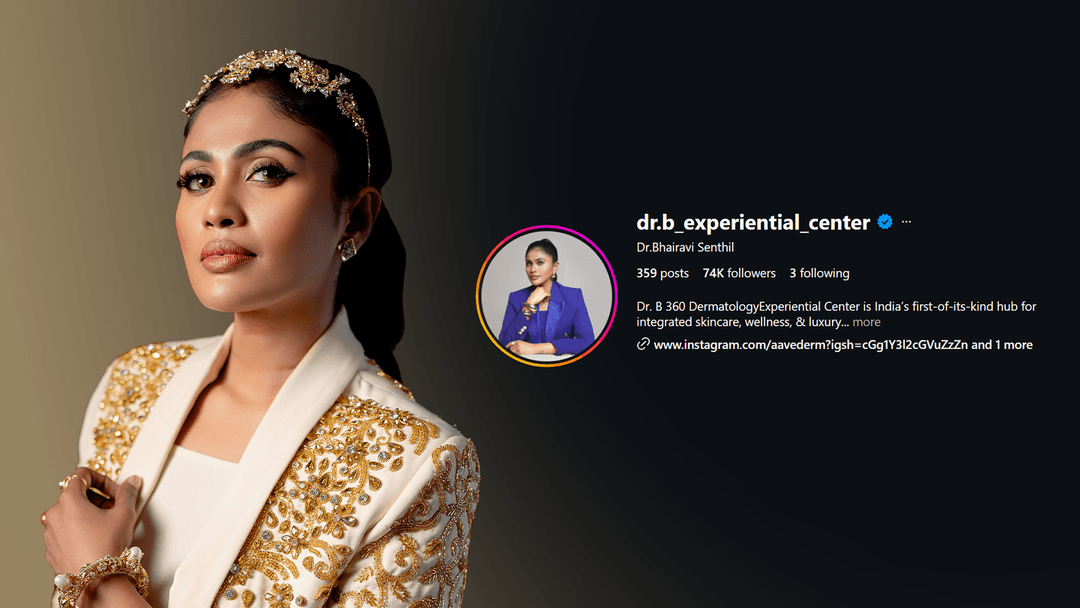 dr.b_experiential_center
Dr.Bhairavi Senthil
359 posts 74K followers 3 following
Dr. B 360 DermatologyExperiential Center is India's first-of-its-kind hub for
integrated skincare, wellness, & luxury... more
www.instagram.com/aavederm?igsh=cGg1Y3l2cGVuZzZn and 1 more